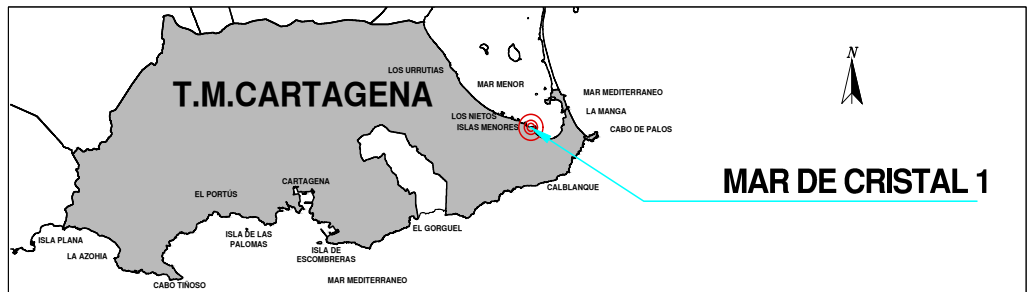 N
LOS URRUTIAS
MAR MENOR
MAR MEDITERRANEO
T.M.CARTAGENA
LA MANGA
LOS NIETOS
ISLAS MENORES
CABO DE PALOS
MAR DE CRISTAL 1
CARTAGENA
CALBLANQUE
EL PORTÚS
EL GORGUEL
ISLA DE LAS
PALOMAS
ISLA PLANA
LA AZOHIA
ISLA DE
ESCOMBRERAS
CABO TIÑOSO
MAR MEDITERRANEO